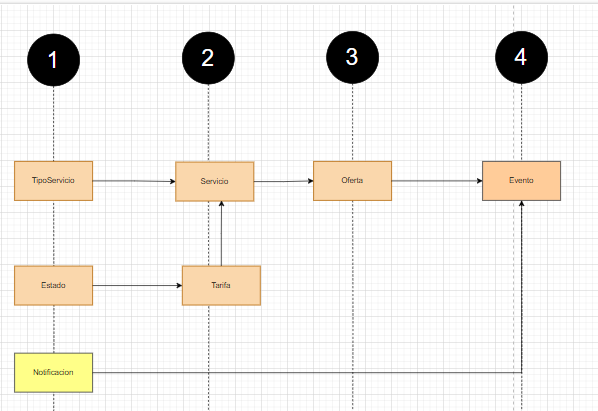 1
2
3
4
TipoServicio
Servicio
Oferta
Evento
Estado
Tarifa
Notificacion